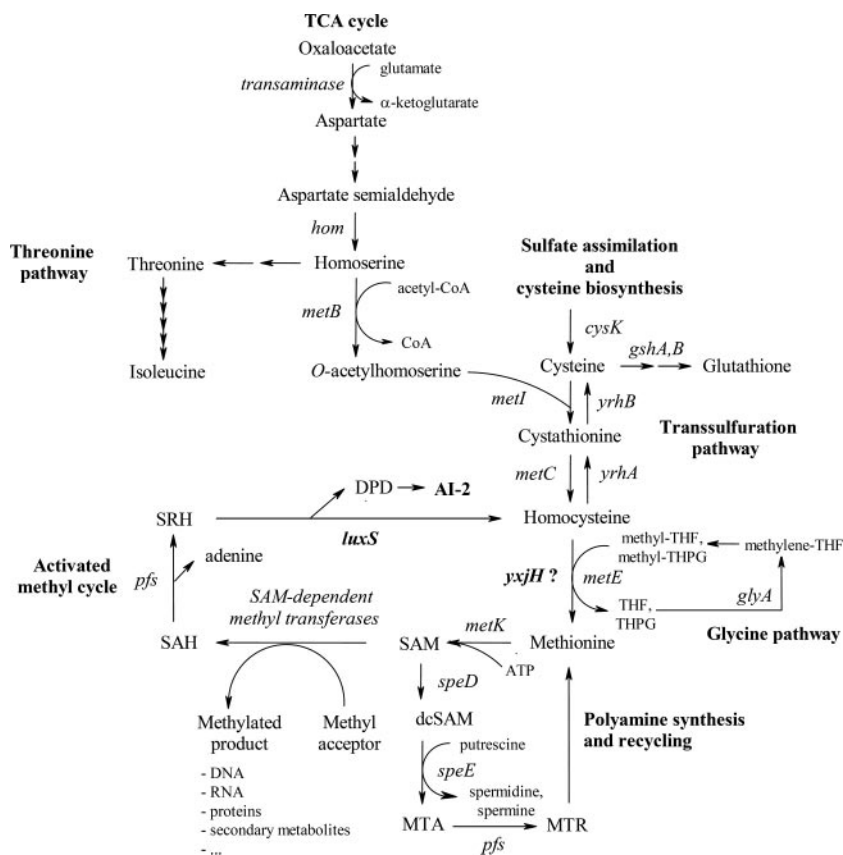 TCA cycle
Oxaloacetate
glutamate
transaminase
α-ketoglutarate
Aspartate
Aspartate semialdehyde
hom
Threonine
pathway
Threonine
Homoserine
Sulfate assimilation
and
cysteine biosynthesis
acetyl-CoA
metB
CoA
cysK
Isoleucine
O-acetylhomoserine
Cysteine
gshA,B
Glutathione
metI
yrhB
Cystathionine
Transsulfuration
pathway
metC
yrhA
DPD
AI-2
SRH
Homocysteine
luxS
adenine
Activated
methyl cycle
pfs
methyl-THF,
methyl-THPG
methylene-THF
yxjH ?
metE
THF,
THPG
glyA
Glycine pathway
SAM-dependent
methyl transferases
metK
SAH
SAM
Methionine
ATP
speD
Methylated
product
Methyl
acceptor
dcSAM
Polyamine synthesis
and recycling
putrescine
speE
spermidine,
spermine
- DNA
- RNA
- proteins
- secondary metabolites
- ...
MTA
MTR
pfs